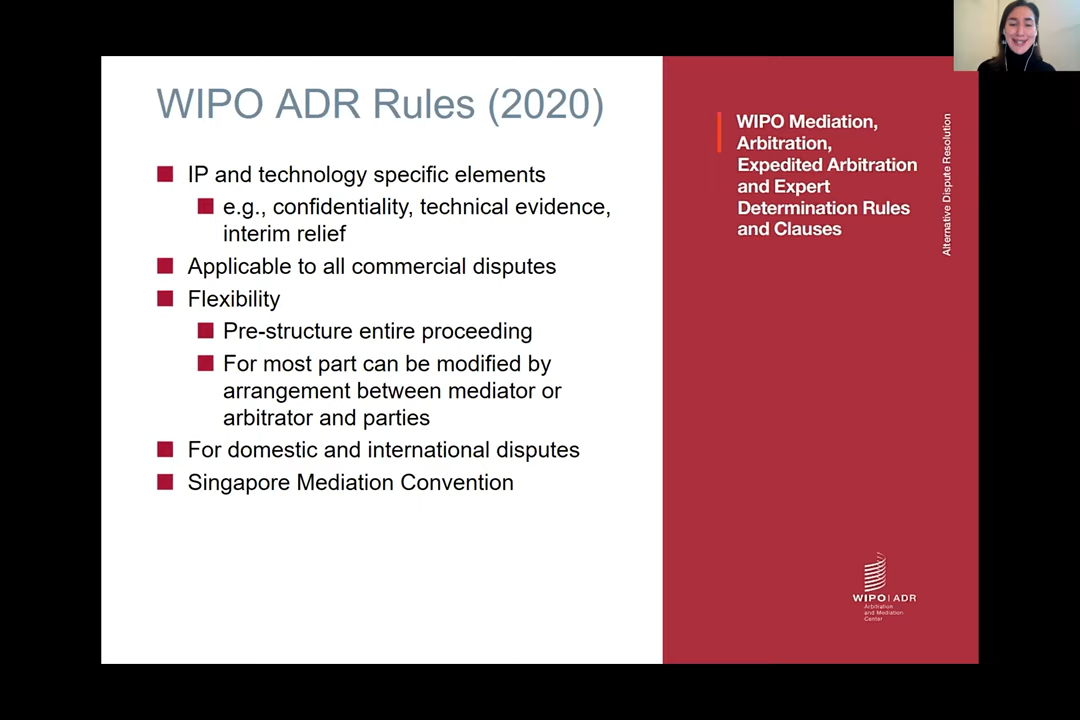 WIPO ADR Rules (2020)
IP and technology specific elements
e.g., confidentiality, technical evidence,
interim relief
Applicable to all commercial disputes
Flexibility
Pre-structure entire proceeding
For most part can be modified by
arrangement between mediator or
arbitrator and parties
For domestic and international disputes
Singapore Mediation Convention
WIPO Mediation,
Arbitration,
Expedited Arbitration
and Expert
Determination Rules
and Clauses
Alternative Dispute Resolution
WIPO | ADR
Arbitration
and Mediation
Center